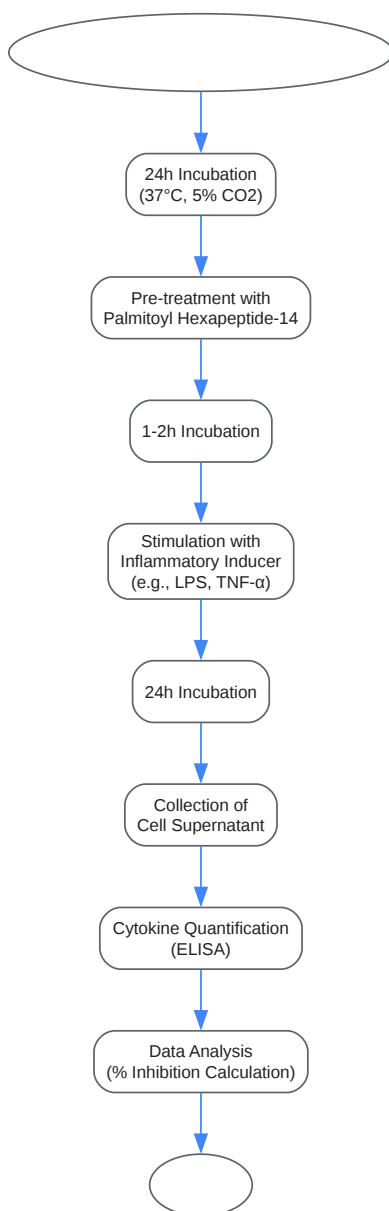 24h Incubation
(37°C, 5% CO2)
Pre-treatment with
Palmitoyl Hexapeptide-14
1-2h Incubation
Stimulation with
Inflammatory Inducer
(e.g., LPS, TNF-α)
24h Incubation
Collection of
Cell Supernatant
Cytokine Quantification
(ELISA)
Data Analysis
(% Inhibition Calculation)